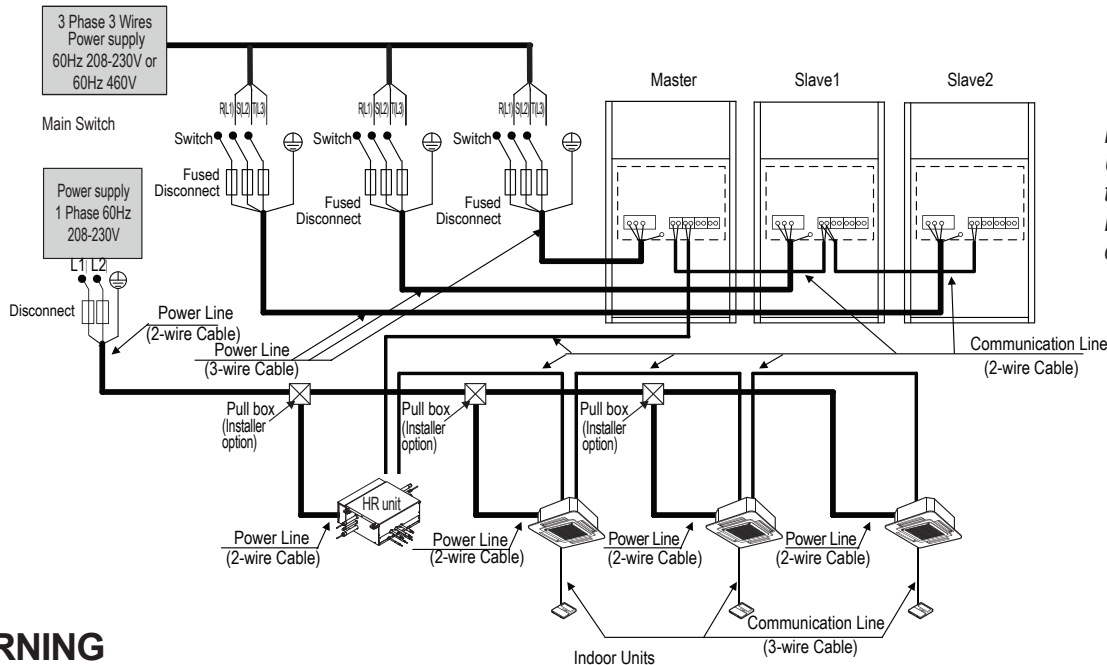 3 Phase 3 Wires
Power supply
60Hz 208-230V or
60Hz 460V
Main Switch
R(L1) S(L2) T(L3)
R(L1) S(L2) T(L3)
R(L1) S(L2) T(L3)
Switch
Switch
Switch
Fused
Disconnect
Fused
Disconnect
Fused
Disconnect
Master
Slave1
Slave2
Power supply
1 Phase 60Hz
208-230V
L1 L2
Disconnect
Power Line
(2-wire Cable)
Power Line
(3-wire Cable)
Communication Line
(2-wire Cable)
Pull box
(Installer
option)
Pull box
(Installer
option)
Pull box
(Installer
option)
HR unit
Power Line
(2-wire Cable)
Power Line
(2-wire Cable)
Power Line
(2-wire Cable)
Power Line
(2-wire Cable)
Communication Line
(3-wire Cable)
Indoor Units
RNING